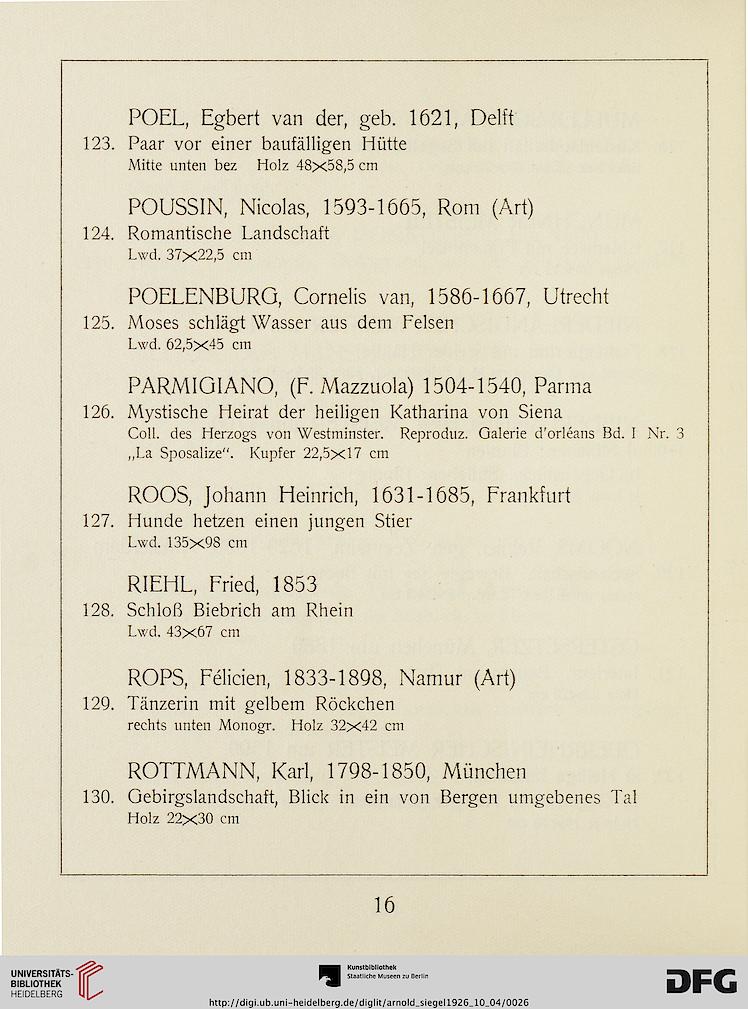 POEL, Egbert van der, geb. 1621, Delft
123. Paar vor einer baufälligen Hütte
Mitte unten bez Holz 48×58,5 cm
POUSSIN, Nicolas, 1593-1665, Rom (Art)
124. Romantische Landschaft
Lwd. 37×22,5 cm
POELENBURG, Cornelis van, 1586-1667, Utrecht
125. Moses schlägt Wasser aus dem Felsen
Lwd. 62,5×45 cm
PARMIGIANO, (F. Mazzuola) 1504-1540, Parma
126. Mystische Heirat der heiligen Katharina von Siena
Coll. des Herzogs von Westminster. Reproduz. Galerie d'orléans Bd. I Nr. 3
„La Sposalize“. Kupfer 22,5×17 cm
ROOS, Johann Heinrich, 1631-1685, Frankfurt
127. Hunde hetzen einen jungen Stier
Lwd. 135×98 cm
RIEHL, Fried, 1853
128. Schloß Biebrich am Rhein
Lwd. 43×67 cm
ROPS, Félicien, 1833-1898, Namur (Art)
129. Tänzerin mit gelbem Röckchen
rechts unten Monogr. Holz 32×42 cm
ROTTMANN, Karl, 1798-1850, München
130. Gebirgslandschaft, Blick in ein von Bergen umgebenes Tal
Holz 22×30 cm
16
UNIVERSITÄTS-
BIBLIOTHEK
HEIDELBERG
Kunstbibliothek
Staatliche Museen zu Berlin
http://digi.ub.uni-heidelberg.de/diglit/arnold_siegel1926_10_04/0026
DFG